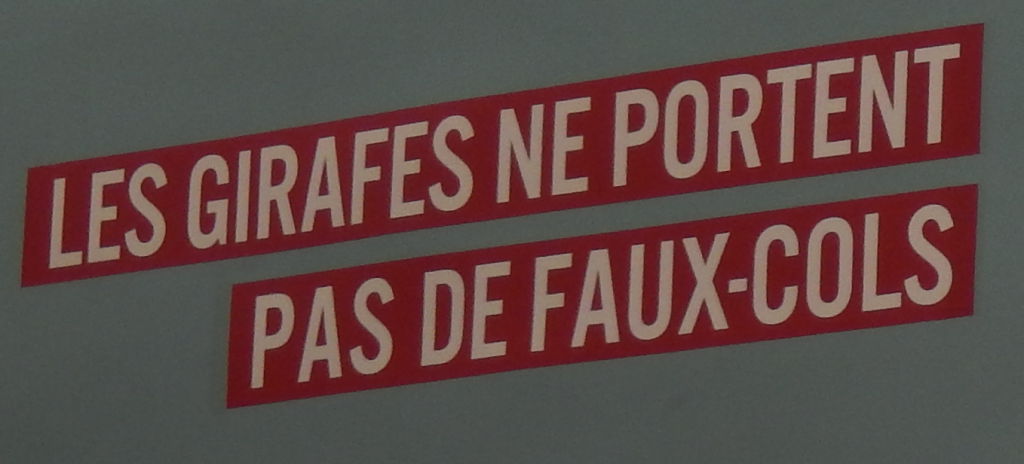 LES GIRAFES NE PORTENT
PAS DE FAUX-COLS